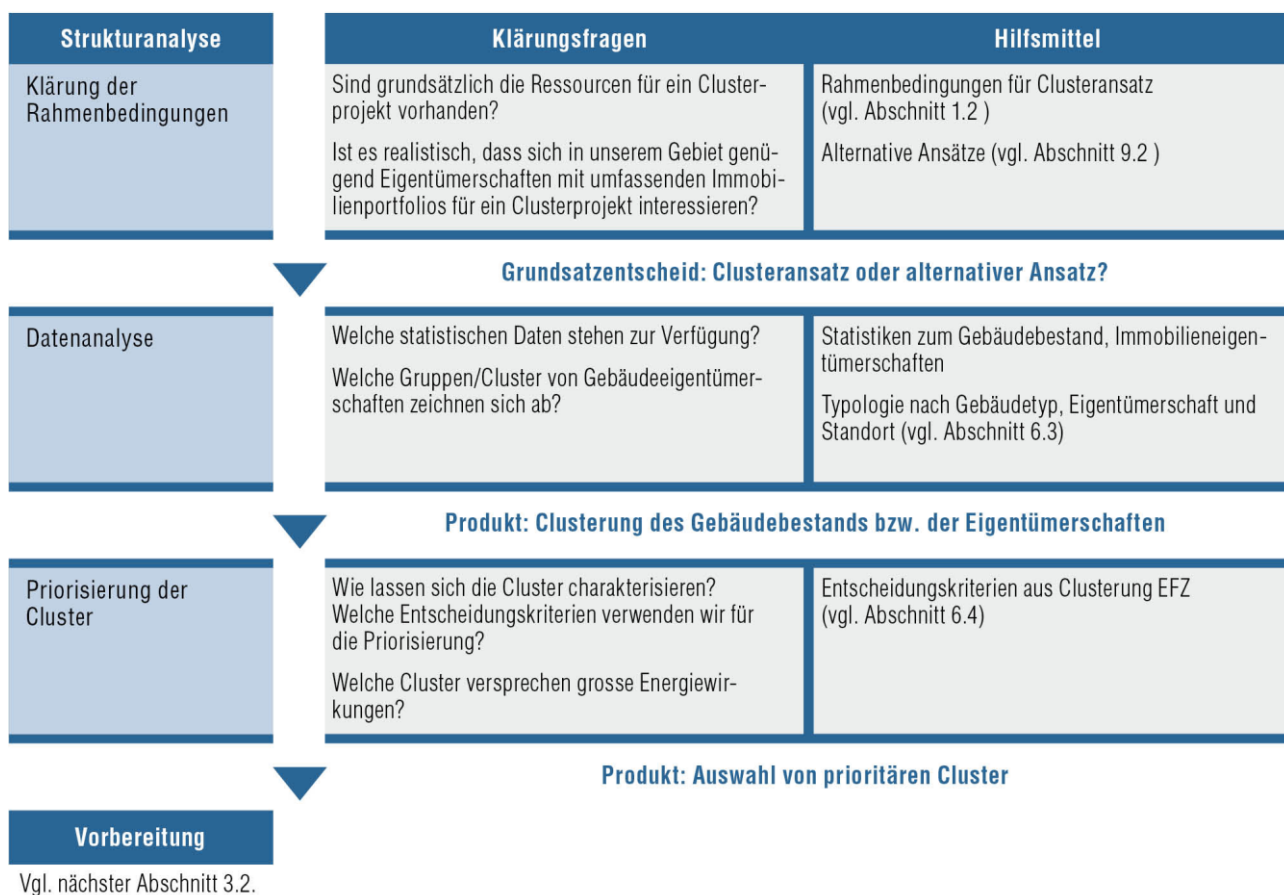 Strukturanalyse
Klärungsfragen
Hilfsmittel
Klärung der
Rahmenbedingungen
Sind grundsätzlich die Ressourcen für ein Cluster-
projekt vorhanden?
Ist es realistisch, dass sich in unserem Gebiet genü-
gend Eigentümerschaften mit umfassenden Immobi-
lienportfolios für ein Clusterprojekt interessieren?
Rahmenbedingungen für Clusteransatz
(vgl. Abschnitt 1.2 )
Alternative Ansätze (vgl. Abschnitt 9.2 )
Grundsatzentscheid: Clusteransatz oder alternativer Ansatz?
Datenanalyse
Welche statistischen Daten stehen zur Verfügung?
Welche Gruppen/Cluster von Gebäudeeigentümer-
schaften zeichnen sich ab?
Statistiken zum Gebäudebestand, Immobilieneigen-
tümerschaften
Typologie nach Gebäudetyp, Eigentümerschaft und
Standort (vgl. Abschnitt 6.3)
Produkt: Clusterung des Gebäudebestands bzw. der Eigentümerschaften
Priorisierung der
Cluster
Wie lassen sich die Cluster charakterisieren?
Welche Entscheidungskriterien verwenden wir für
die Priorisierung?
Welche Cluster versprechen grosse Energiewir-
kungen?
Entscheidungskriterien aus Clusterung EFZ
(vgl. Abschnitt 6.4)
Produkt: Auswahl von prioritären Cluster
Vorbereitung
Vgl. nächster Abschnitt 3.2.